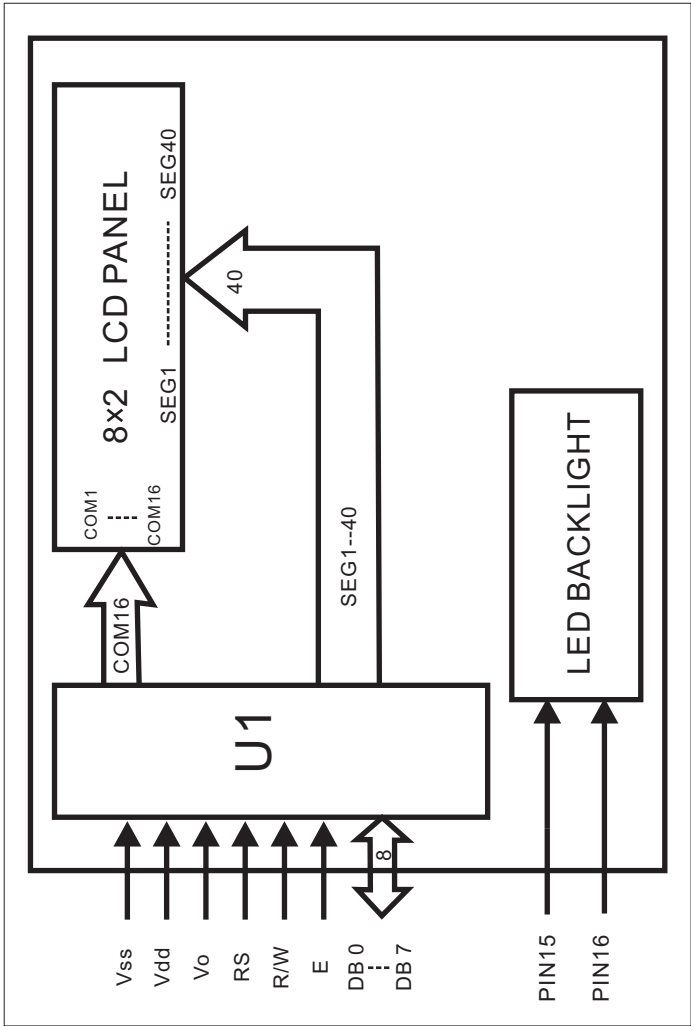 8×2 LCD PANEL
COM1
COM16
SEG1
SEG40
COM16
40
SEG1--40
U1
Vss
Vdd
Vo
RS
R/W
E
DB 0
DB 7
8
LED BACKLIGHT
PIN15
PIN16